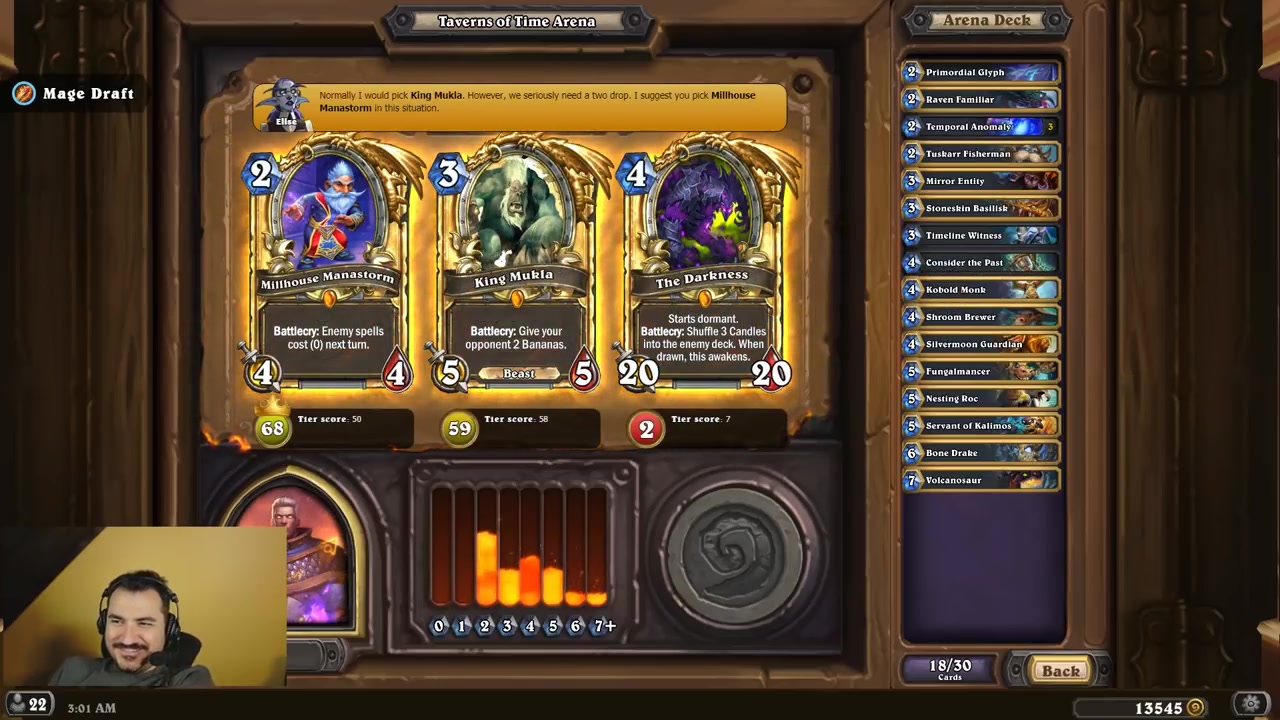 Taverns of Time Arena
Arena Deck
Mage Draft
Normally I would pick King Mukla. However, we seriously need a two drop. I suggest you pick Millhouse
Manastorm in this situation.
Elise
2
3
4
Millhouse Manastorm
King Mukla
The Darkness
Battlecry: Enemy spells
cost (0) next turn.
Battlecry: Give your
opponent 2 Bananas.
Starts dormant.
Battlecry: Shuffle 3 Candles
into the enemy deck. When
drawn, this awakens.
4
4
5
Beast
5
20
20
68
Tier score: 50
59
Tier score: 58
2
Tier score: 7
0 1 2 3 4 5 6 7+
2 Primordial Glyph
2 Raven Familiar
2 Temporal Anomaly 3
2 Tuskarr Fisherman
3 Mirror Entity
3 Stoneskin Basilisk
3 Timeline Witness
4 Consider the Past
4 Kobold Monk
4 Shroom Brewer
4 Silvermoon Guardian
5 Fungalmancer
5 Nesting Roc
5 Servant of Kalimos
6 Bone Drake
7 Volcanosaur
18/30
Cards
Back
22
3:01 AM
13545